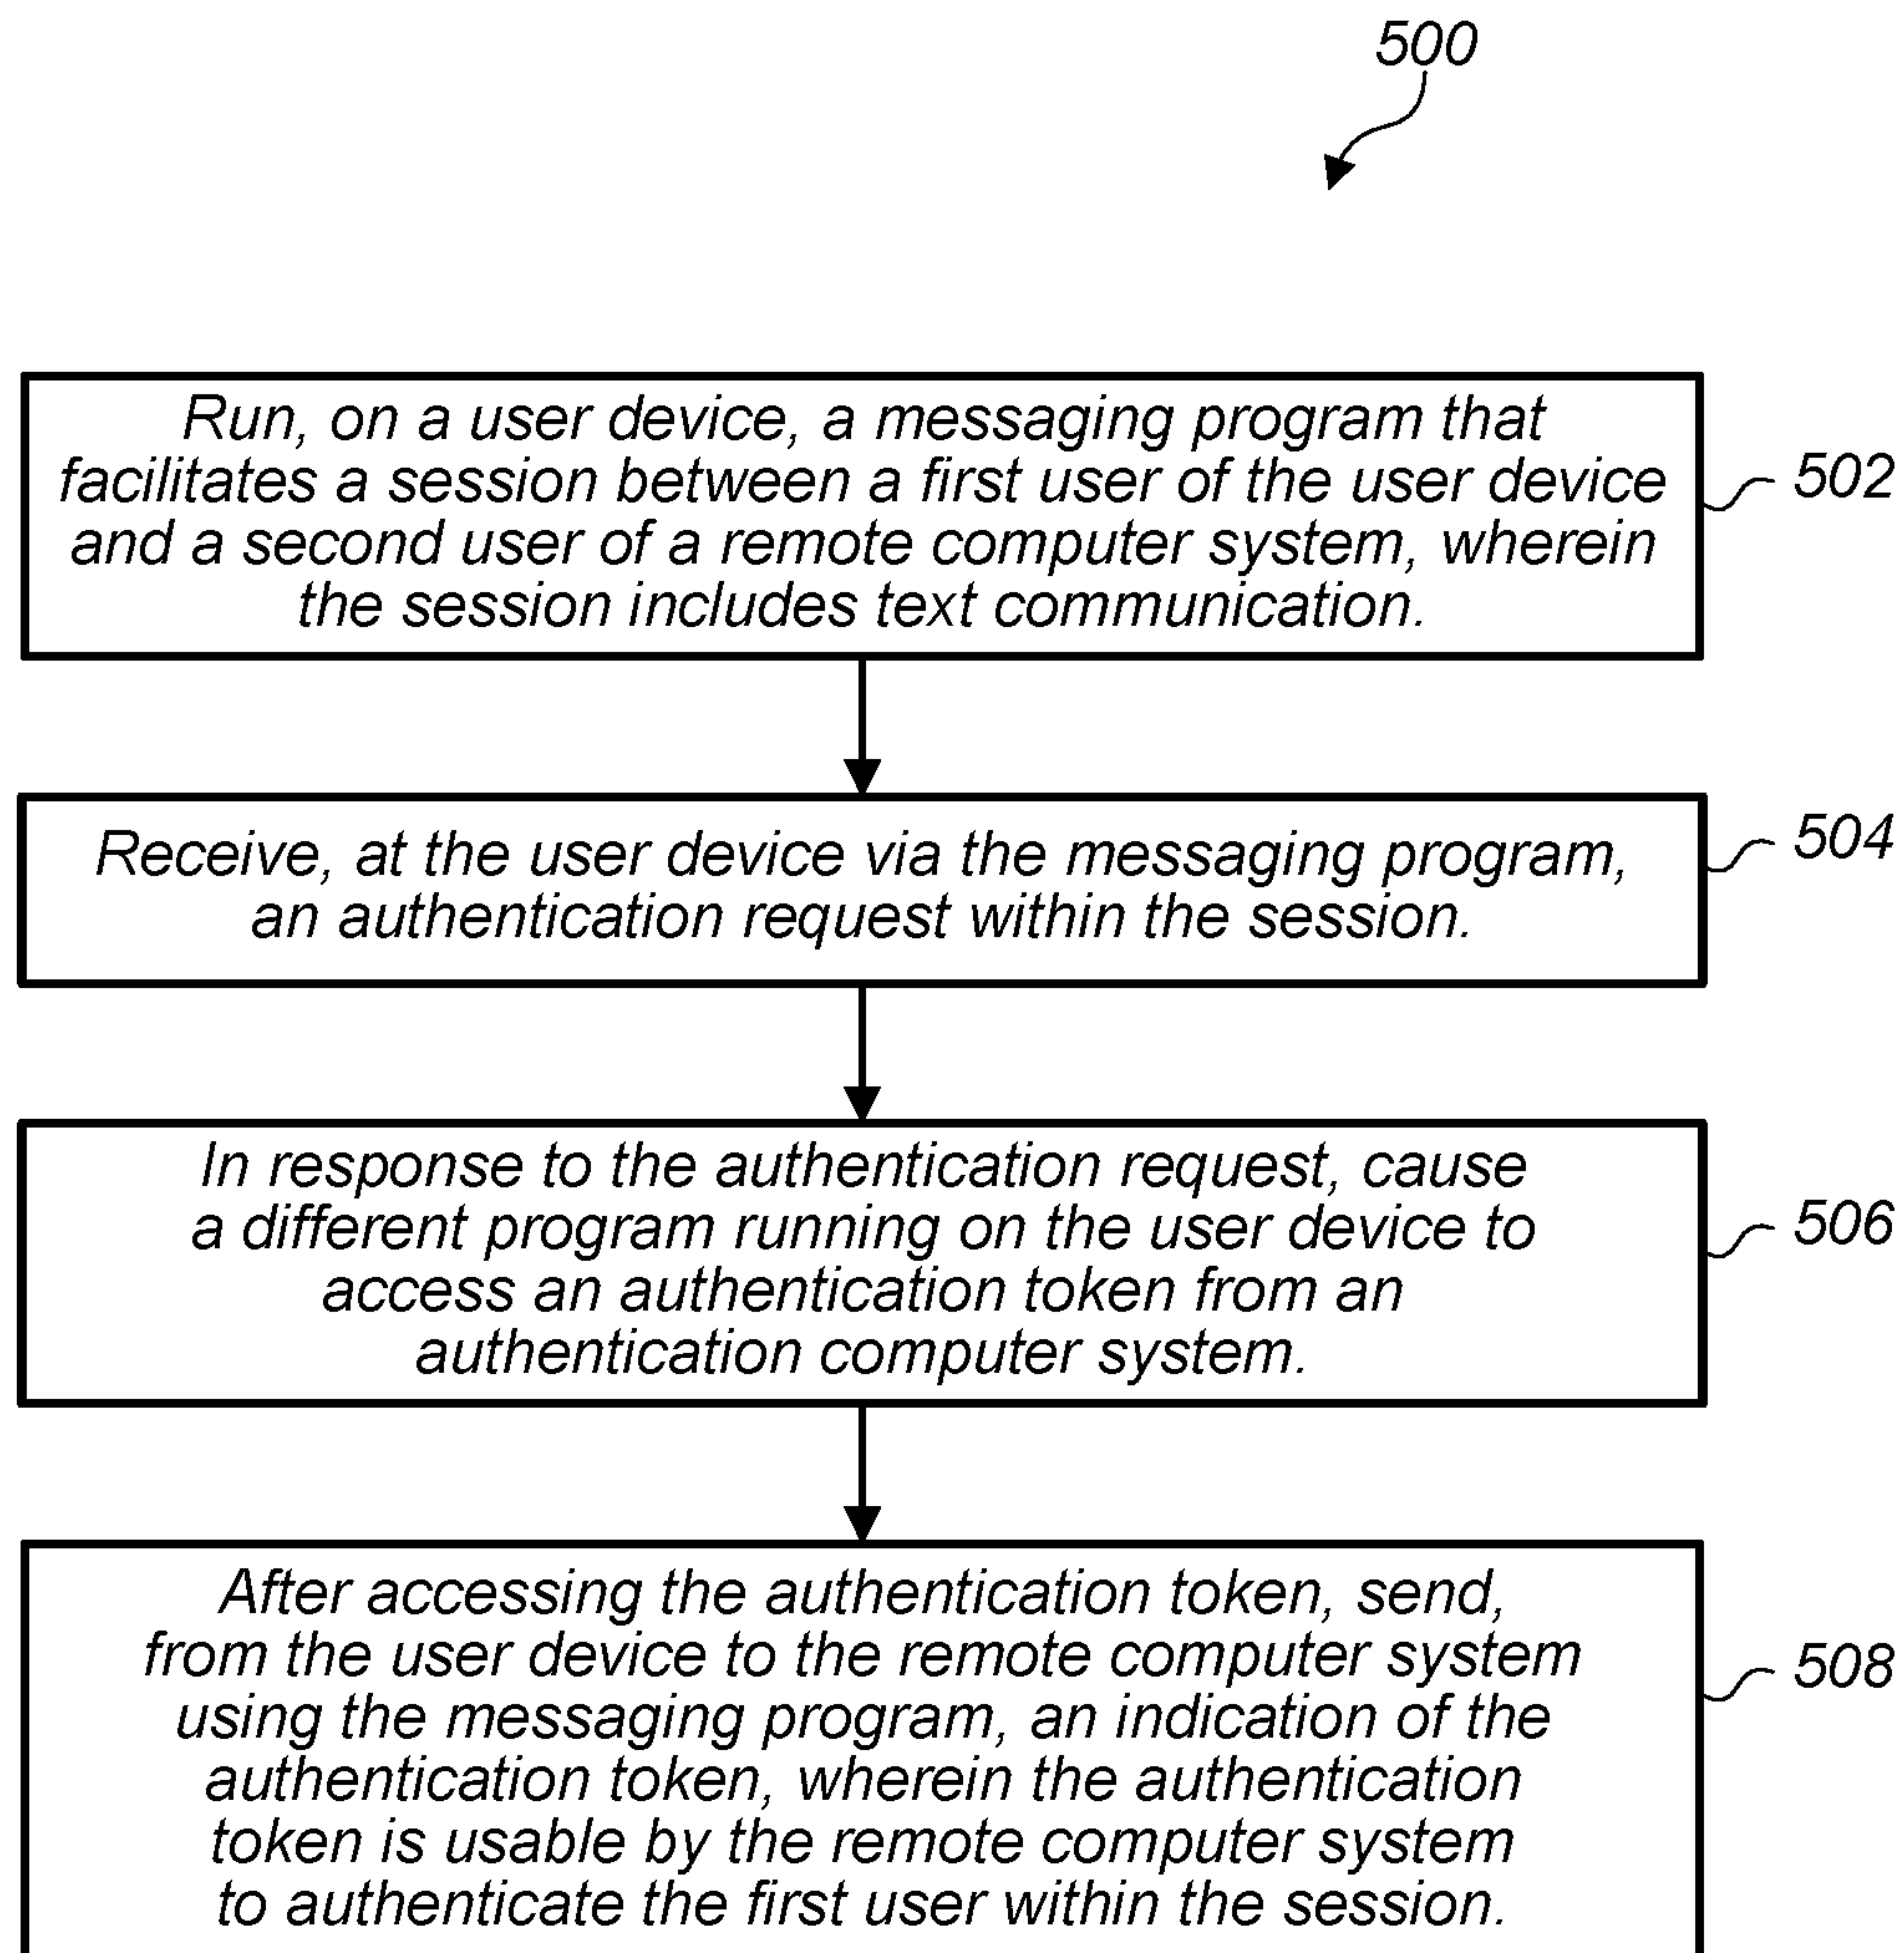 500
Run, on a user device, a messaging program that
facilitates a session between a first user of the user device
and a second user of a remote computer system, wherein
the session includes text communication.
502
Receive, at the user device via the messaging program,
an authentication request within the session.
504
In response to the authentication request, cause
a different program running on the user device to
access an authentication token from an
authentication computer system.
506
After accessing the authentication token, send,
from the user device to the remote computer system
using the messaging program, an indication of the
authentication token, wherein the authentication
token is usable by the remote computer system
to authenticate the first user within the session.
508